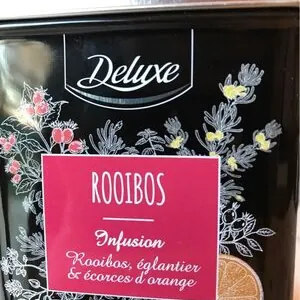 Deluxe
ROOIBOS
Infusion
Rooibos, églantier
& écorces d'orange